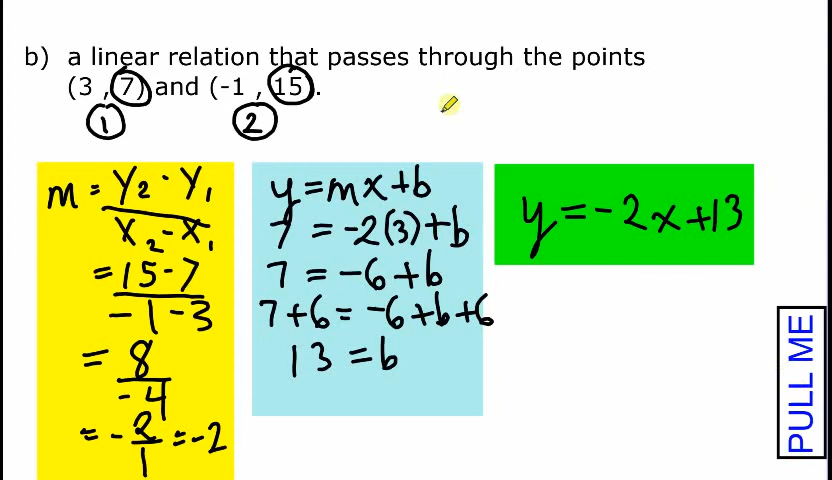 b) a linear relation that passes through the points
(3 , 7) and (-1 , 15).
1 2
m = y₂ - y₁
x₂ - x₁
= 15 - 7
-1 - 3
= 8
-4
= - 2 = -2
1
y = mx + b
7 = -2(3) + b
7 = -6 + b
7 + 6 = -6 + b + 6
13 = b
y = -2x + 13
PULL ME